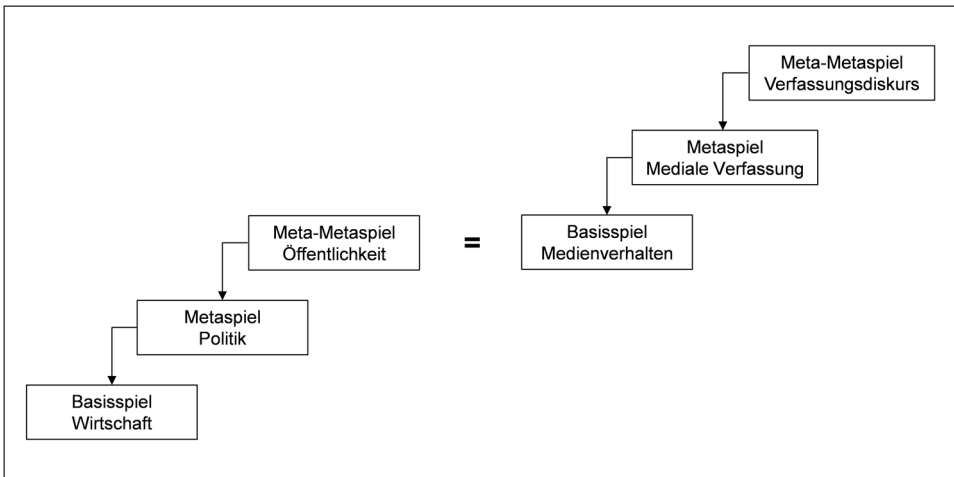 Meta-Metaspiel
Verfassungsdiskurs
Metaspiel
Mediale Verfassung
Meta-Metaspiel
Öffentlichkeit
=
Basisspiel
Medienverhalten
Metaspiel
Politik
Basisspiel
Wirtschaft